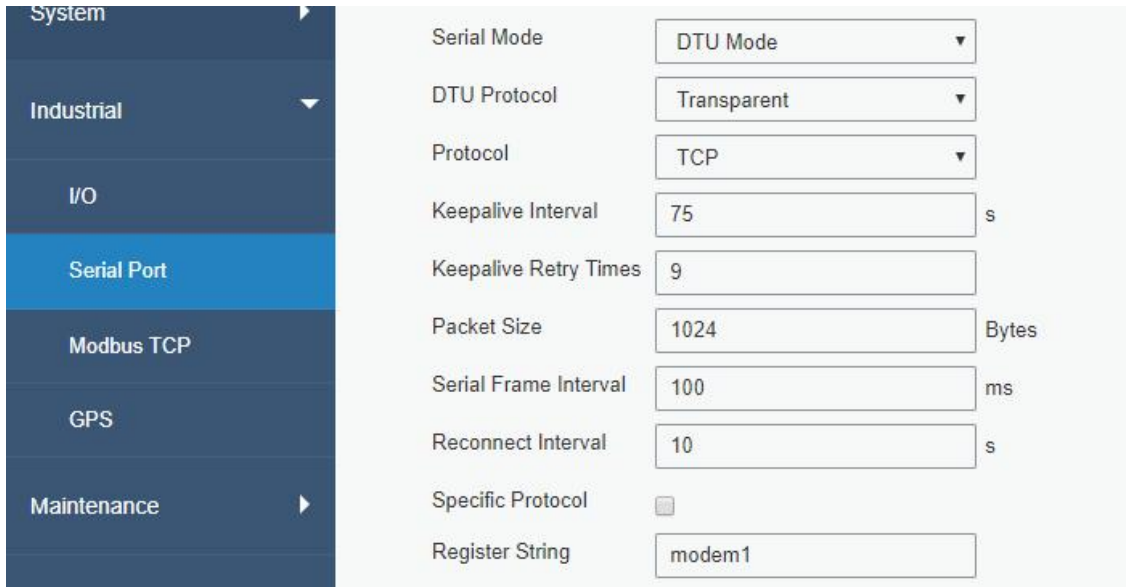 System
Industrial
I/O
Serial Port
Modbus TCP
GPS
Maintenance
Serial Mode DTU Mode
DTU Protocol Transparent
Protocol TCP
Keepalive Interval 75 s
Keepalive Retry Times 9
Packet Size 1024 Bytes
Serial Frame Interval 100 ms
Reconnect Interval 10 s
Specific Protocol
Register String modem1